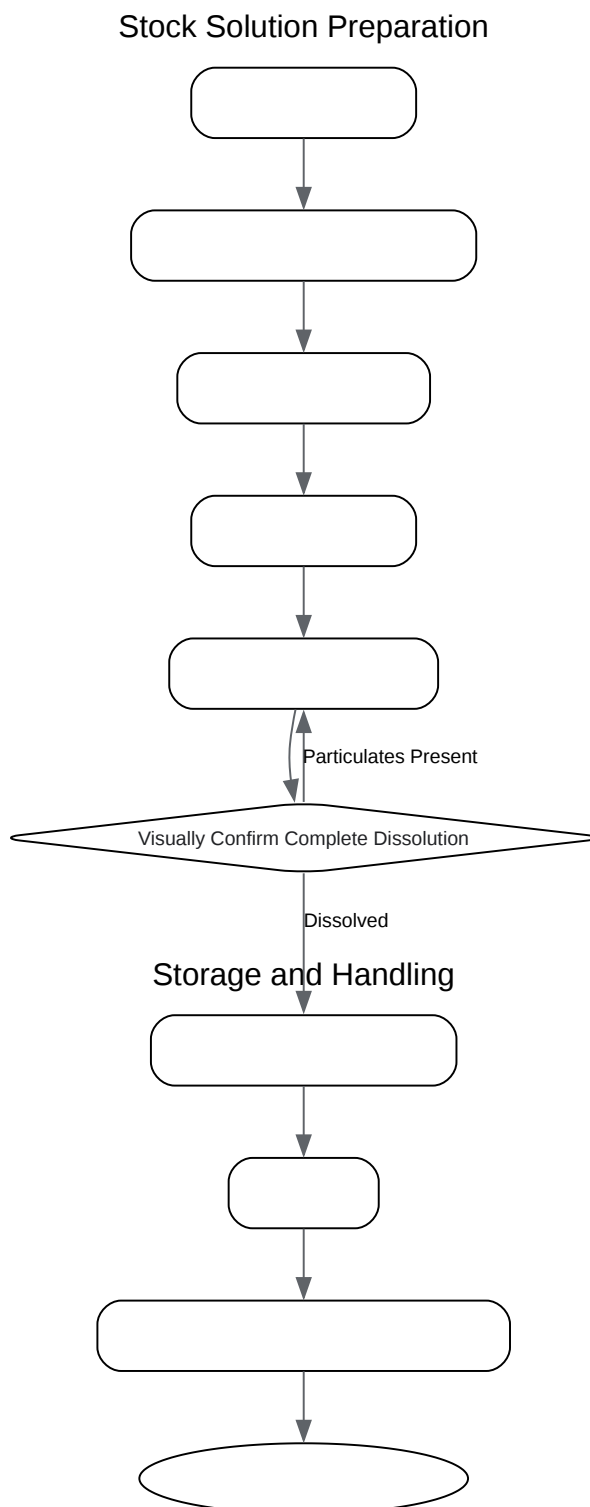 Stock Solution Preparation
Particulates Present
Visually Confirm Complete Dissolution
Dissolved
Storage and Handling